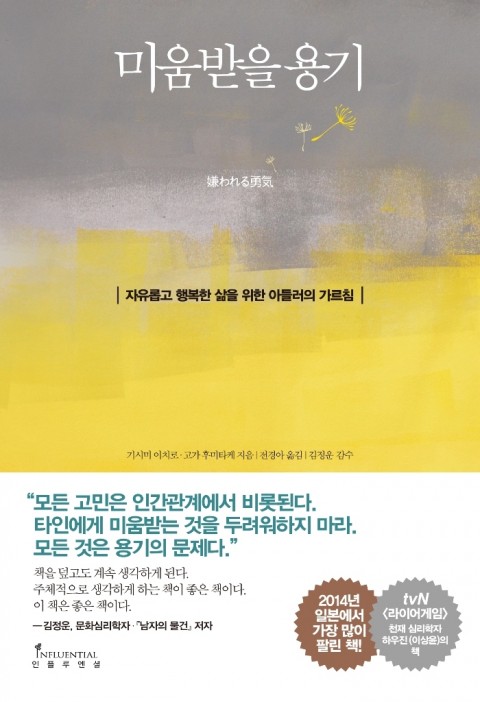 미움받을 용기
嫌われる勇気
자유롭고 행복한 삶을 위한 아들러의 가르침
기시미 이치로·고가 후미타케 지음 | 전경아 옮김 | 김정운 감수
“모든 고민은 인간관계에서 비롯된다.
타인에게 미움받는 것을 두려워하지 마라.
모든 것은 용기의 문제다.”
책을 덮고도 계속 생각하게 된다.
주체적으로 생각하게 하는 책이 좋은 책이다.
이 책은 좋은 책이다.
─ 김정운, 문화심리학자·『남자의 물건』 저자
2014년
일본에서
가장 많이
팔린 책!
tvN
〈라이어게임〉
천재 심리학자
하우진(이상윤)의
책
INFLUENTIAL
인플루엔셜